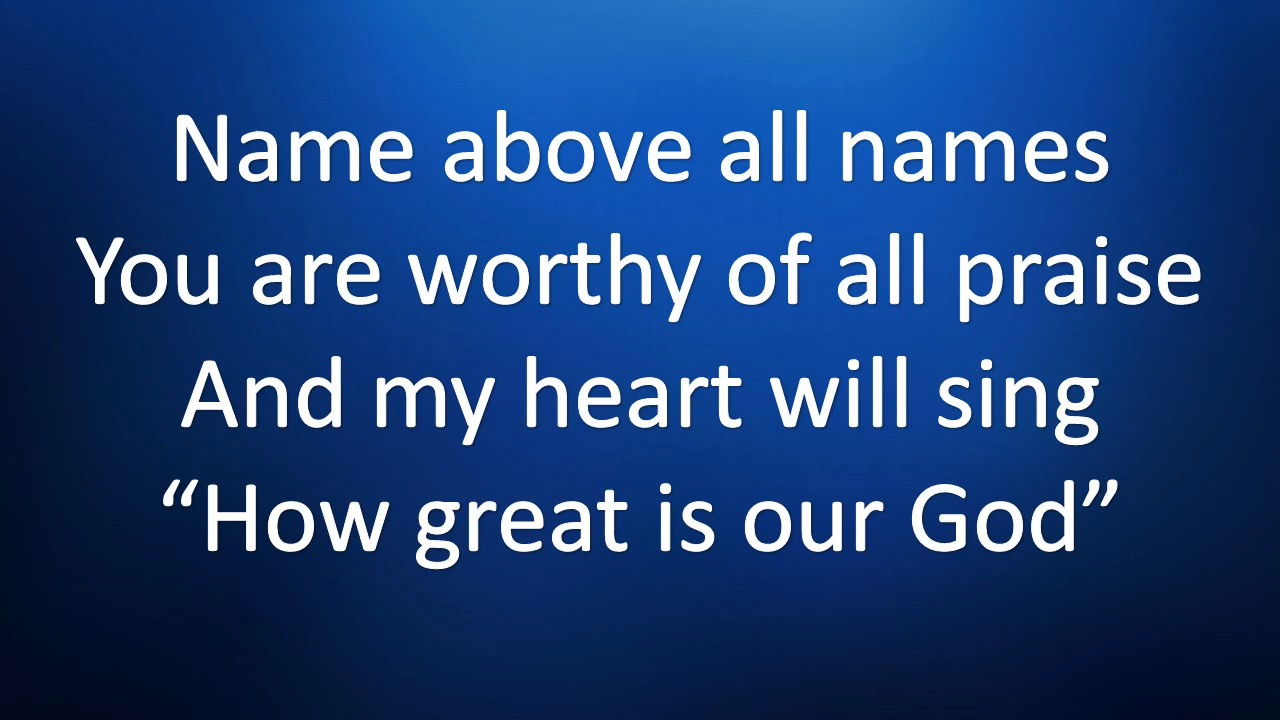 Name above all names
You are worthy of all praise
And my heart will sing
“How great is our God”